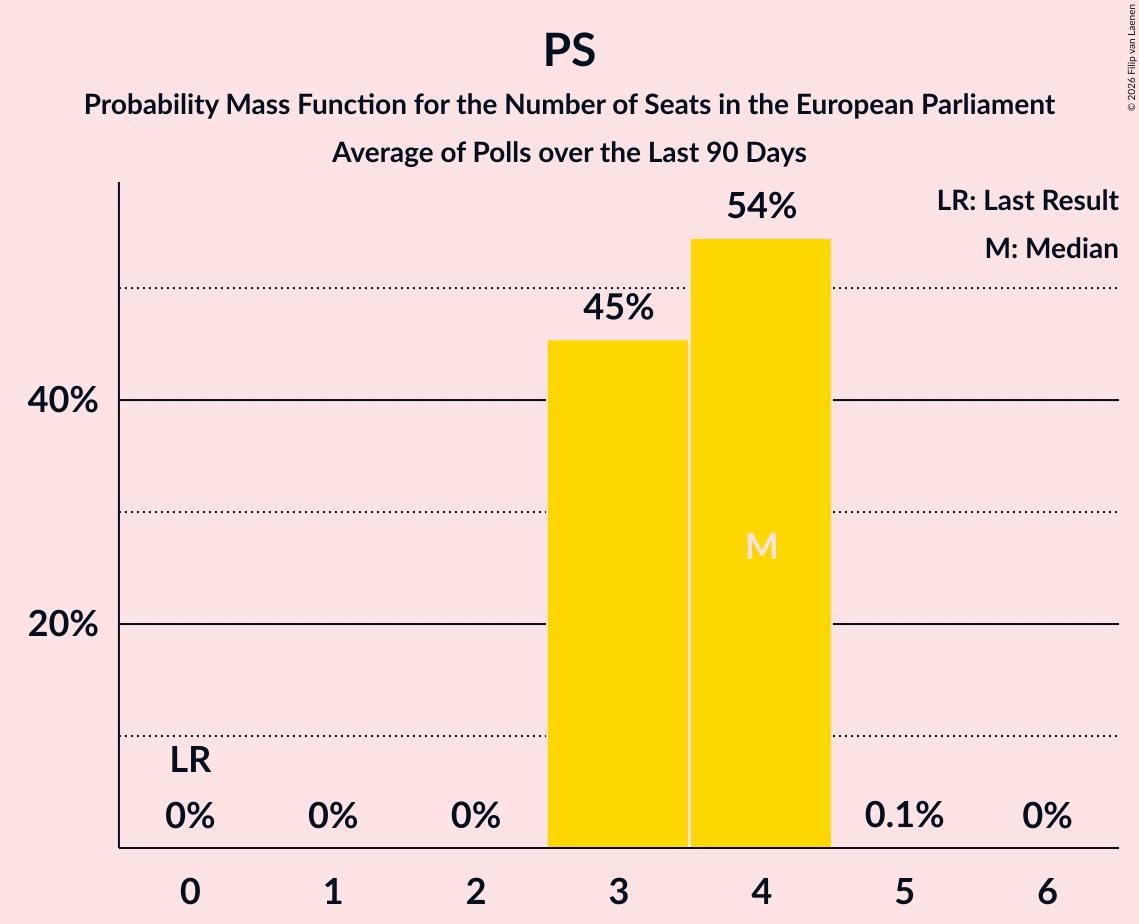 PS
Probability Mass Function for the Number of Seats in the European Parliament
Average of Polls over the Last 90 Days
© 2026 Filip van Laenen
LR: Last Result
M: Median
54%
45%
40%
M
20%
LR
0% 0% 0% 0.1% 0%
0 1 2 3 4 5 6